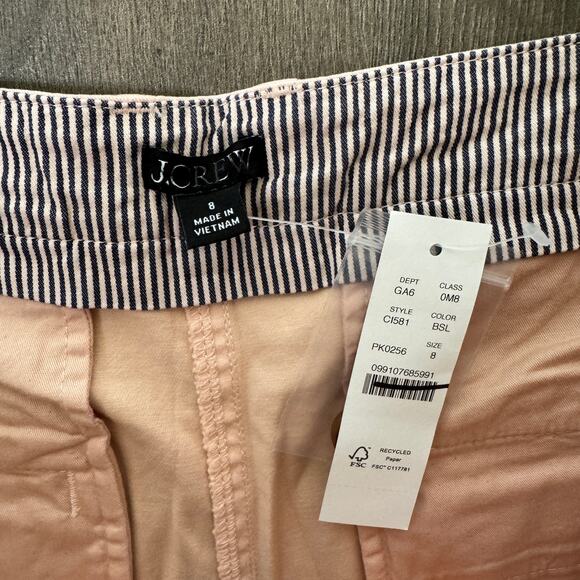 J.CREW
8
MADE IN
VIETNAM
DEPT CLASS
GA6 0M8
STYLE COLOR
CI581 BSL
PK0256 SIZE
8
099107685991
FSC
RECYCLED
Paper
FSC® C117781